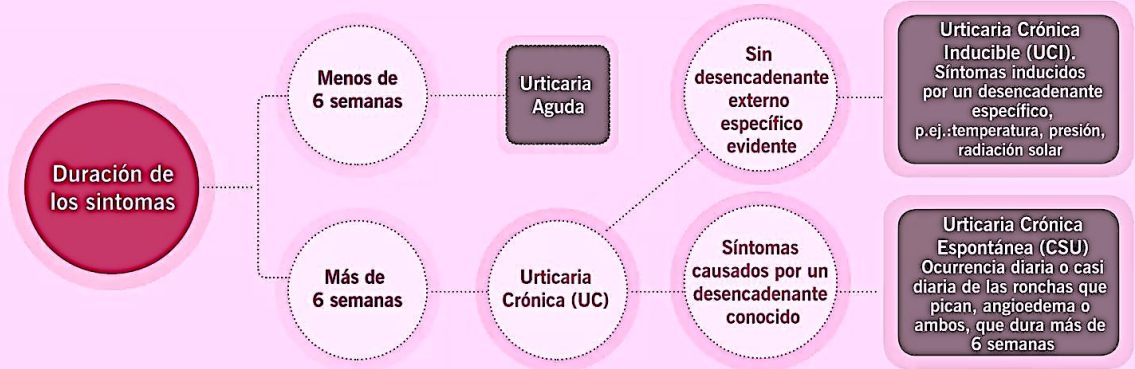 Duración de
los sintomas
Menos de
6 semanas
Urticaria
Aguda
Más de
6 semanas
Urticaria
Crónica (UC)
Sin
desencadenante
externo
específico
evidente
Urticaria Crónica
Inducible (UCI).
Síntomas inducidos
por un desencadenante
específico,
p.ej.:temperatura, presión,
radiación solar
Síntomas
causados por un
desencadenante
conocido
Urticaria Crónica
Espontánea (CSU)
Ocurrencia diaria o casi
diaria de las ronchas que
pican, angioedema o
ambos, que dura más de
6 semanas